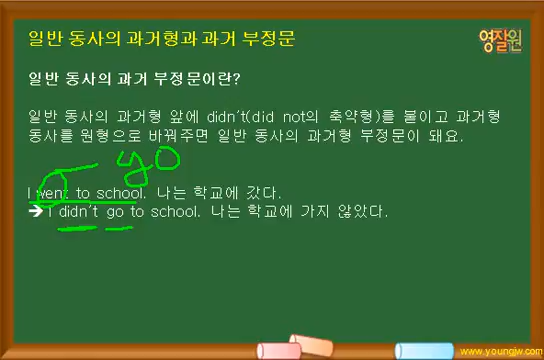 일반 동사의 과거형과 과거 부정문
영잘원
일반 동사의 과거 부정문이란?
일반 동사의 과거형 앞에 didn't(did not의 축약형)를 붙이고 과거형
동사를 원형으로 바꿔주면 일반 동사의 과거형 부정문이 돼요.
go
I went to school. 나는 학교에 갔다.
➔ I didn't go to school. 나는 학교에 가지 않았다.
www.youngjw.com